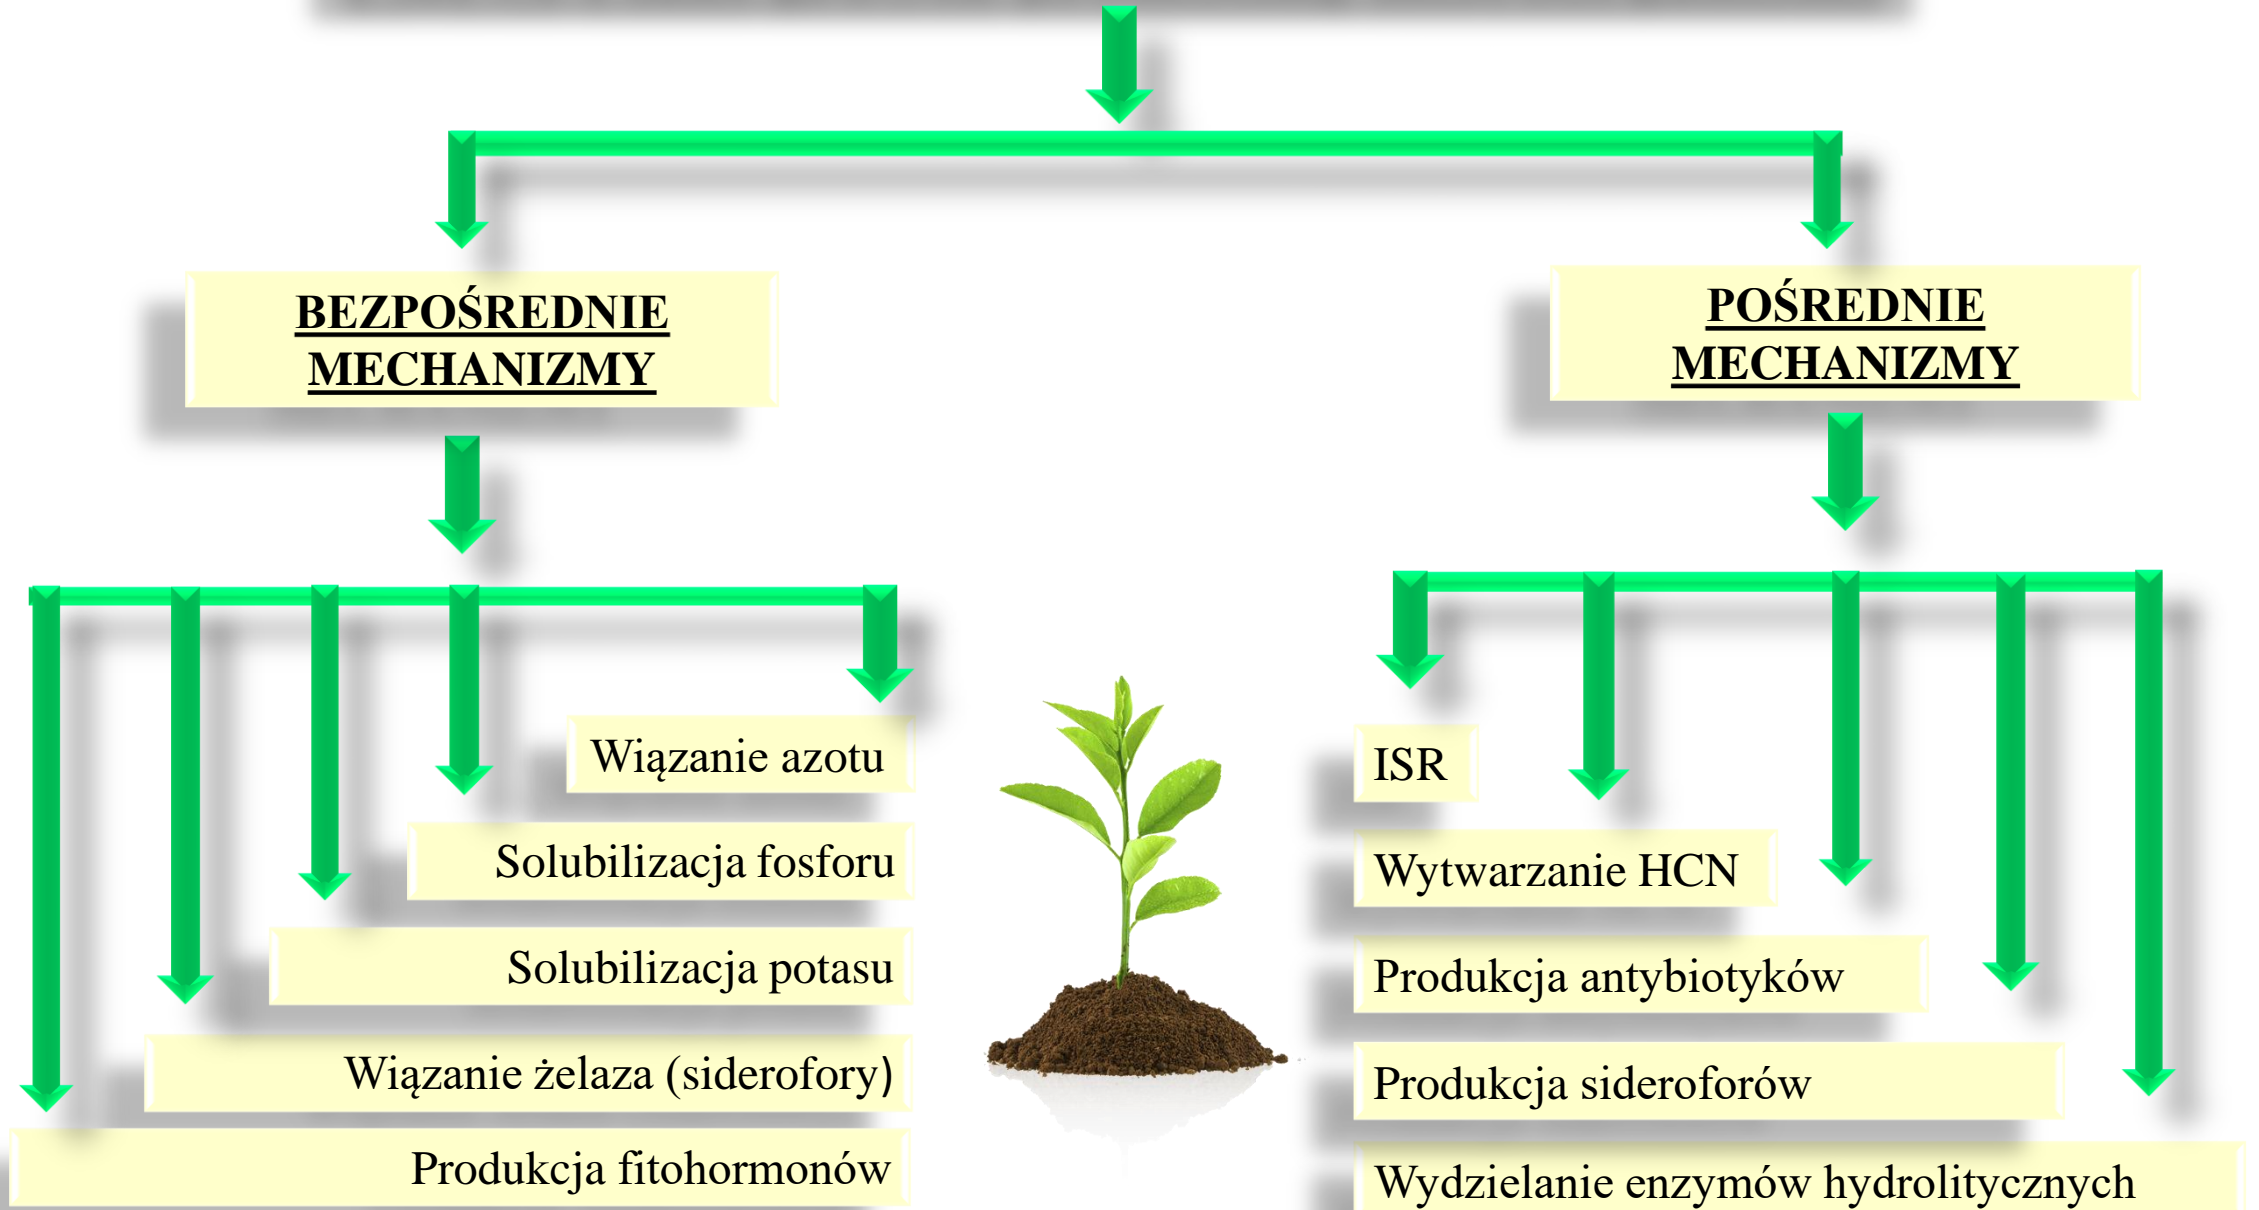 BEZPOŚREDNIE
MECHANIZMY
Wiązanie azotu
Solubilizacja fosforu
Solubilizacja potasu
Wiązanie żelaza (siderofory)
Produkcja fitohormonów
POŚREDNIE
MECHANIZMY
ISR
Wytwarzanie HCN
Produkcja antybiotyków
Produkcja sideroforów
Wydzielanie enzymów hydrolitycznych